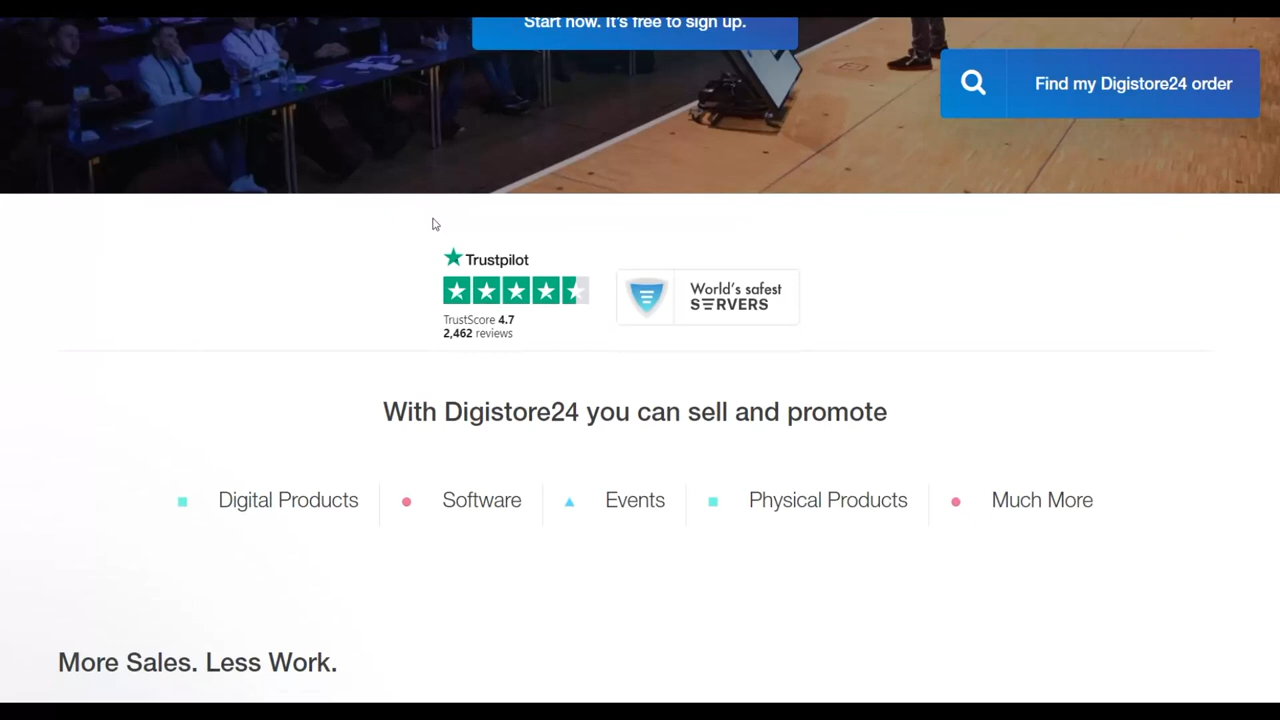 Start now. It's free to sign up.
Find my Digistore24 order
Trustpilot
TrustScore 4.7
2,462 reviews
World's safest
SERVERS
With Digistore24 you can sell and promote
Digital Products
Software
Events
Physical Products
Much More
More Sales. Less Work.